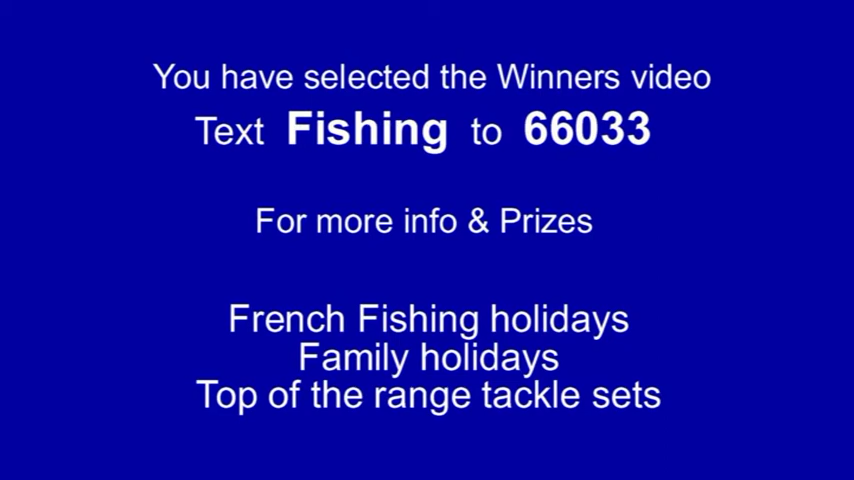 You have selected the Winners video
Text Fishing to 66033
For more info & Prizes
French Fishing holidays
Family holidays
Top of the range tackle sets